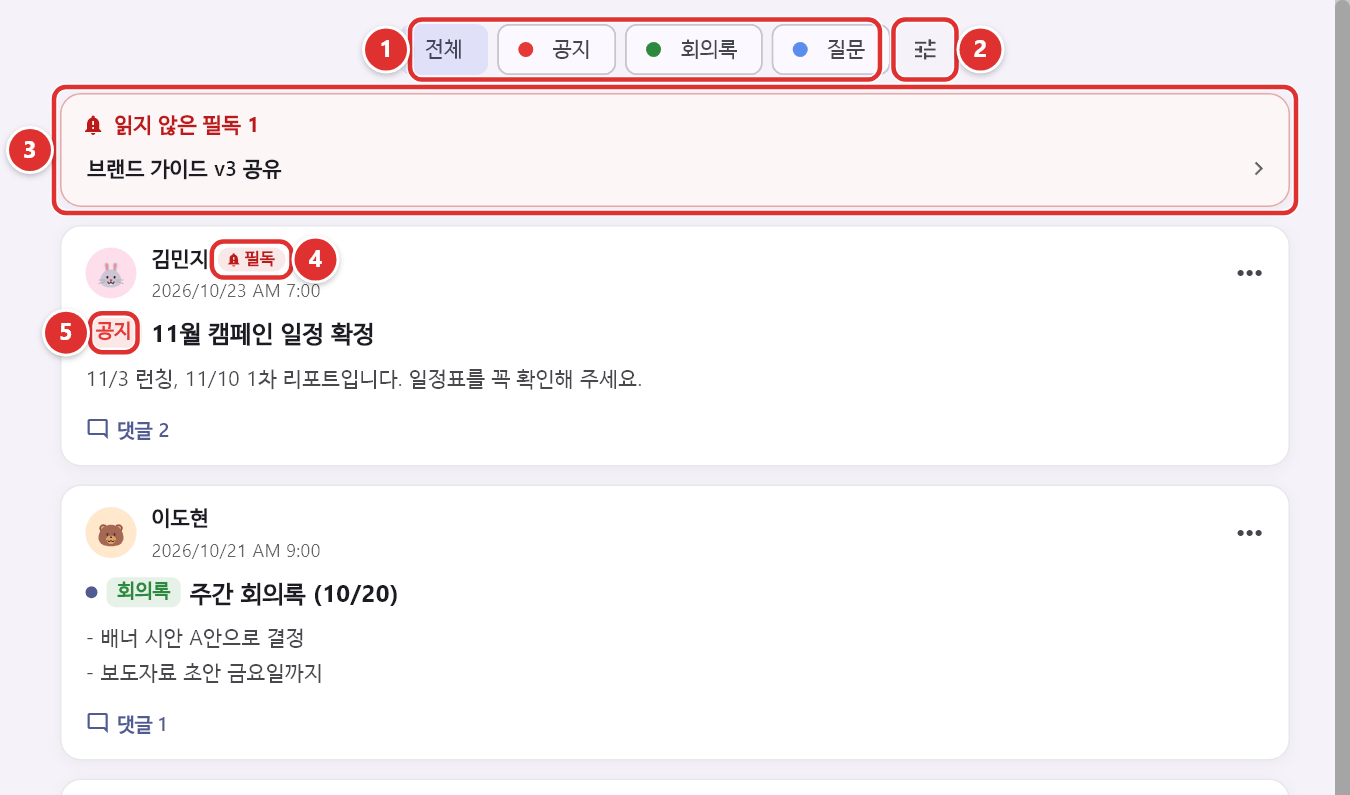 1 전체 공지 회의록 질문 2
3 읽지 않은 필독 1
브랜드 가이드 v3 공유
김민지 필독 4
2026/10/23 AM 7:00
5 공지 11월 캠페인 일정 확정
11/3 런칭, 11/10 1차 리포트입니다. 일정표를 꼭 확인해 주세요.
댓글 2
이도현
2026/10/21 AM 9:00
회의록 주간 회의록 (10/20)
- 배너 시안 A안으로 결정
- 보도자료 초안 금요일까지
댓글 1